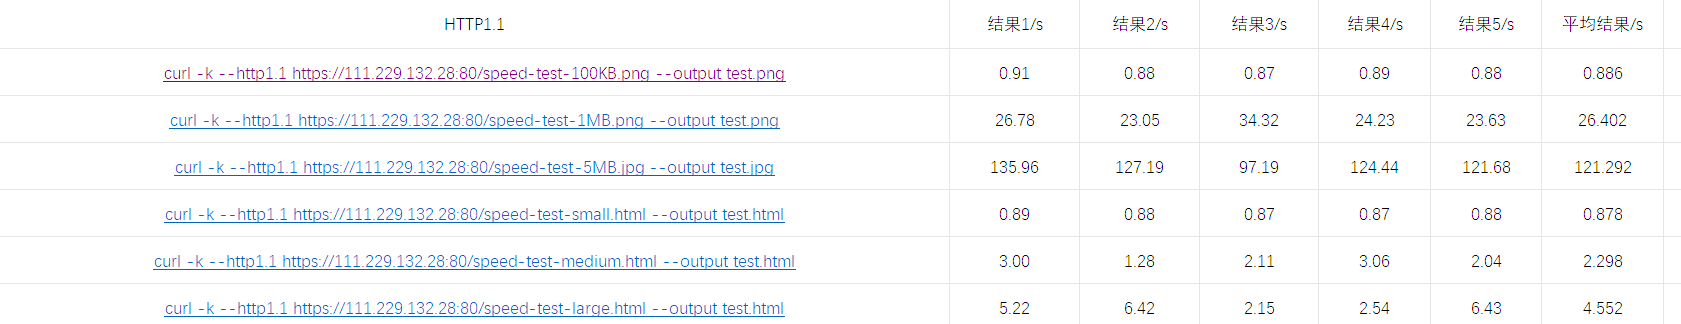 HTTP1.1 结果1/s 结果2/s 结果3/s 结果4/s 结果5/s 平均结果/s
curl -k --http1.1 https://111.229.132.28:80/speed-test-100KB.png --output test.png 0.91 0.88 0.87 0.89 0.88 0.886
curl -k --http1.1 https://111.229.132.28:80/speed-test-1MB.png --output test.png 26.78 23.05 34.32 24.23 23.63 26.402
curl -k --http1.1 https://111.229.132.28:80/speed-test-5MB.jpg --output test.jpg 135.96 127.19 97.19 124.44 121.68 121.292
curl -k --http1.1 https://111.229.132.28:80/speed-test-small.html --output test.html 0.89 0.88 0.87 0.87 0.88 0.878
curl -k --http1.1 https://111.229.132.28:80/speed-test-medium.html --output test.html 3.00 1.28 2.11 3.06 2.04 2.298
curl -k --http1.1 https://111.229.132.28:80/speed-test-large.html --output test.html 5.22 6.42 2.15 2.54 6.43 4.552